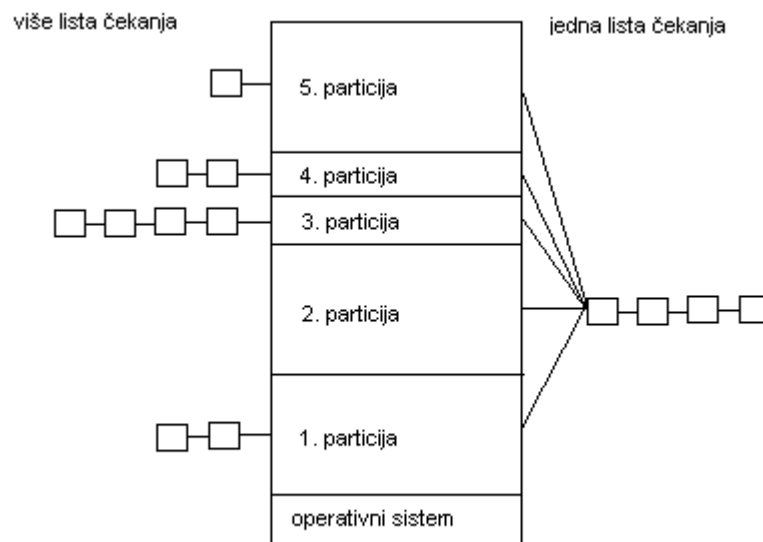 više lista čekanja
jedna lista čekanja
5. particija
4. particija
3. particija
2. particija
1. particija
operativni sistem